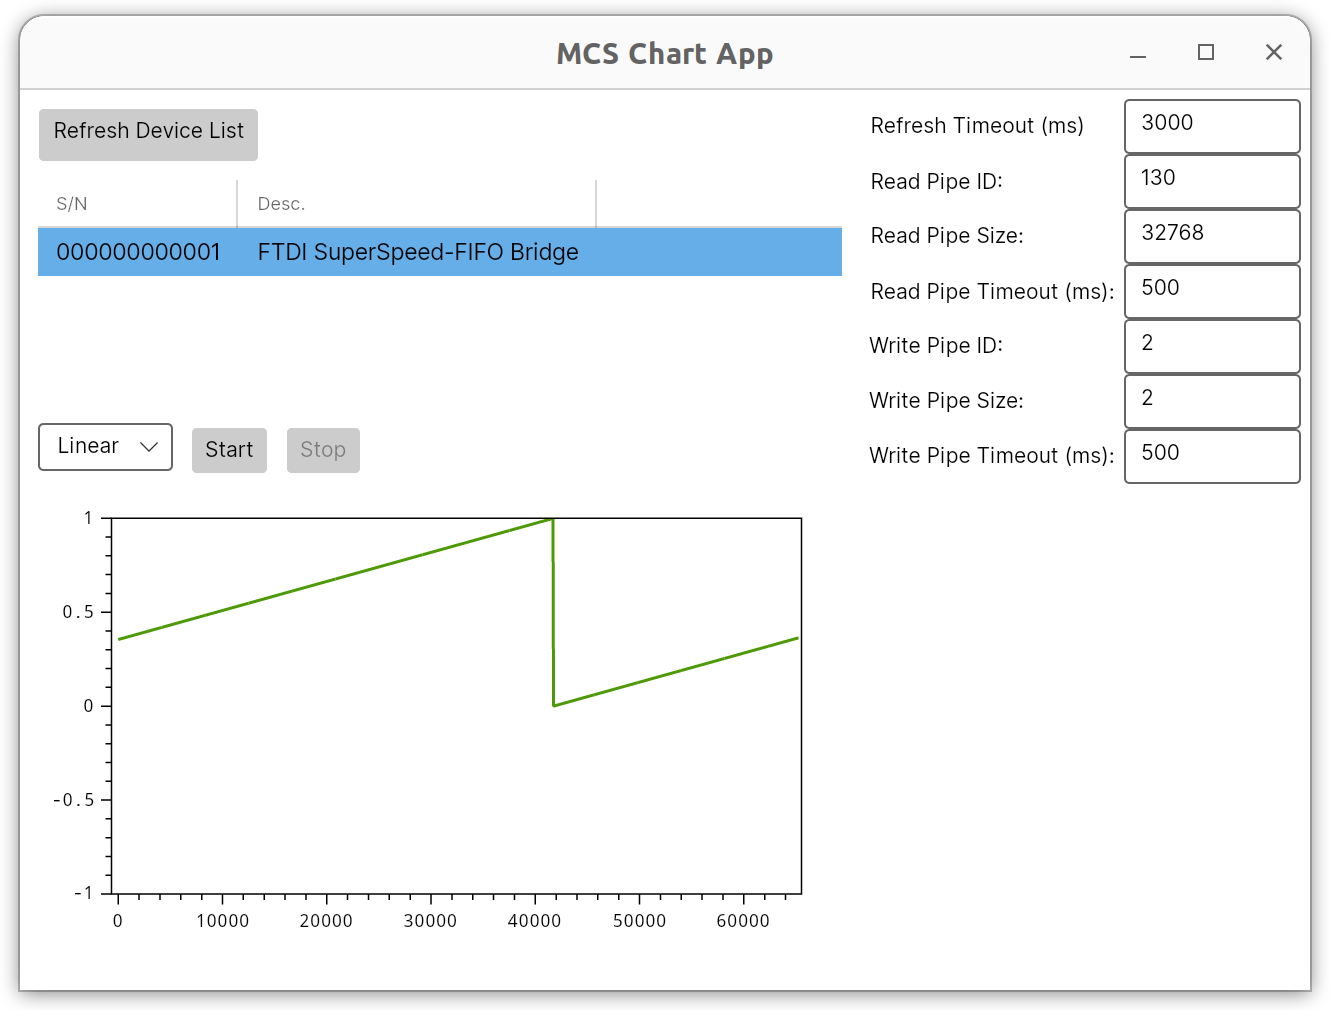 MCS Chart App
Refresh Device List
S/N Desc.
000000000001 FTDI SuperSpeed-FIFO Bridge
Refresh Timeout (ms) 3000
Read Pipe ID: 130
Read Pipe Size: 32768
Read Pipe Timeout (ms): 500
Write Pipe ID: 2
Write Pipe Size: 2
Write Pipe Timeout (ms): 500
Linear Start Stop
1
0.5
0
-0.5
-1
0 10000 20000 30000 40000 50000 60000